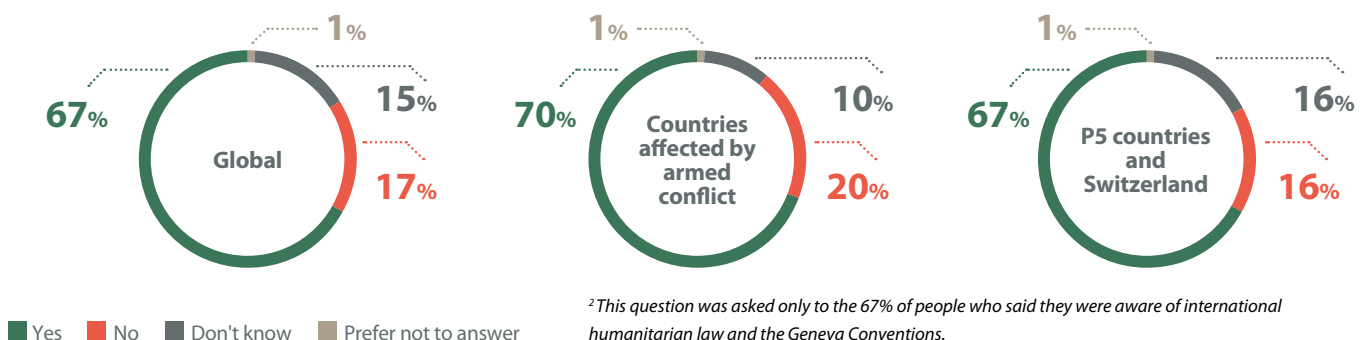 1%
67%
15%
Global
17%
1%
70%
10%
Countries
affected by
armed
conflict
20%
1%
67%
16%
P5 countries
and
Switzerland
16%
Yes No Don't know Prefer not to answer
² This question was asked only to the 67% of people who said they were aware of international
humanitarian law and the Geneva Conventions.